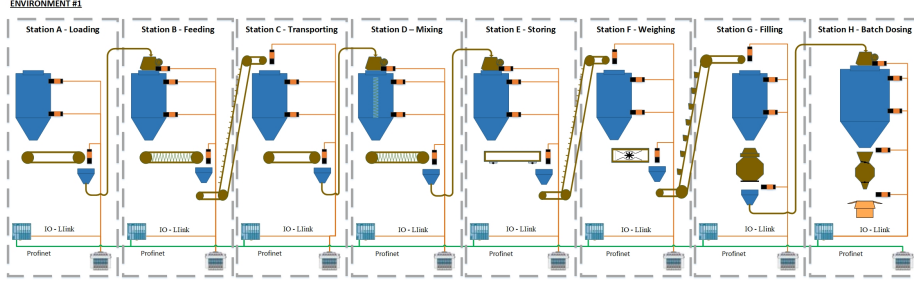 ENVIRONMENT #1
Station A - Loading
Station B - Feeding
Station C - Transporting
Station D – Mixing
Station E - Storing
Station F - Weighing
Station G - Filling
Station H - Batch Dosing
IO - Llink
IO - Llink
IO - Llink
IO - Llink
IO - Llink
IO - Llink
IO - Llink
IO - Llink
Profinet
Profinet
Profinet
Profinet
Profinet
Profinet
Profinet
Profinet